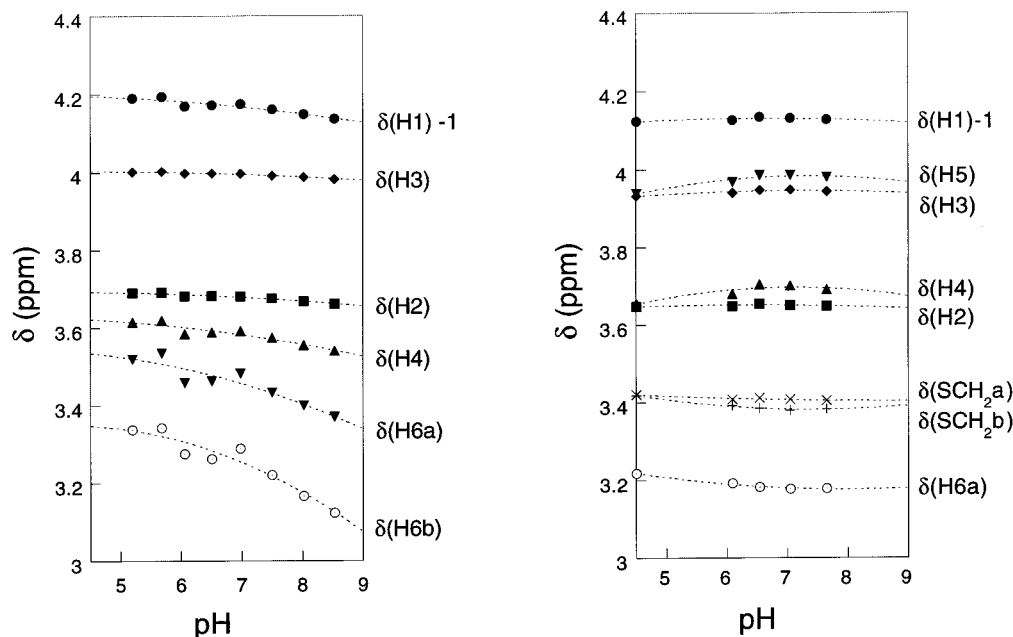 4.4
4.2
4
3.8
3.6
3.4
3.2
3
δ (ppm)
5 6 7 8 9
pH
δ(H1) -1
δ(H3)
δ(H2)
δ(H4)
δ(H6a)
δ(H6b)
4.4
4.2
4
3.8
3.6
3.4
3.2
3
δ (ppm)
5 6 7 8 9
pH
δ(H1)-1
δ(H5)
δ(H3)
δ(H4)
δ(H2)
δ(SCH₂a)
δ(SCH₂b)
δ(H6a)